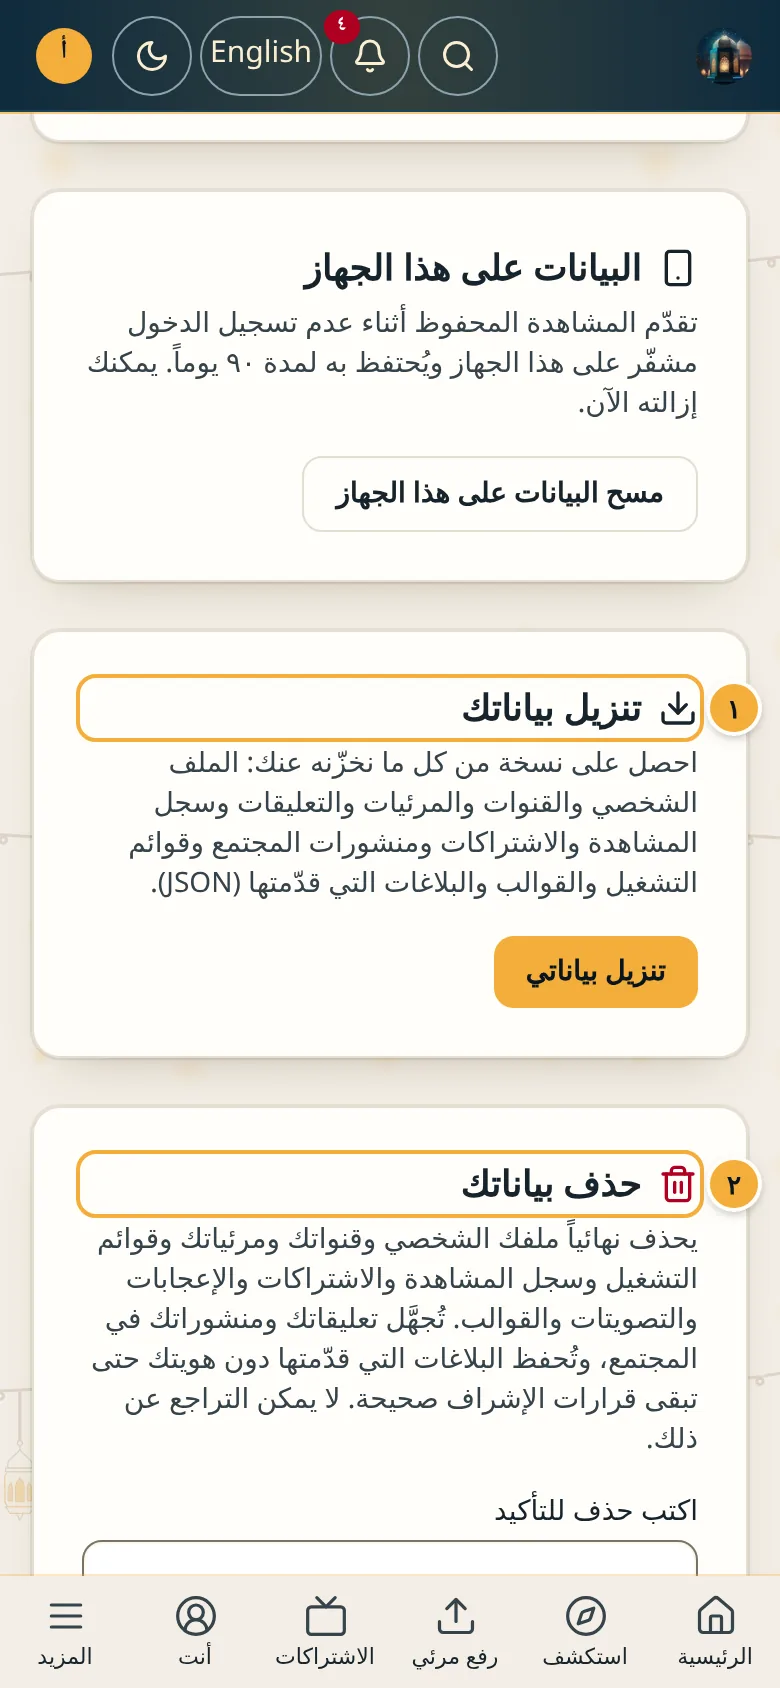 أ
English
٤
البيانات على هذا الجهاز
تقدّم المشاهدة المحفوظ أثناء عدم تسجيل الدخول
مشفّر على هذا الجهاز ويُحتفظ به لمدة ٩٠ يوماً. يمكنك
إزالته الآن.
مسح البيانات على هذا الجهاز
١
تنزيل بياناتك
احصل على نسخة من كل ما نخزّنه عنك: الملف
الشخصي والقنوات والمرئيات والتعليقات وسجل
المشاهدة والاشتراكات ومنشورات المجتمع وقوائم
التشغيل والقوالب والبلاغات التي قدّمتها (JSON).
تنزيل بياناتي
٢
حذف بياناتك
يحذف نهائياً ملفك الشخصي وقنواتك ومرئياتك وقوائم
التشغيل وسجل المشاهدة والاشتراكات والإعجابات
والتصويتات والقوالب. تُجهَّل تعليقاتك ومنشوراتك في
المجتمع، وتُحفظ البلاغات التي قدّمتها دون هويتك حتى
تبقى قرارات الإشراف صحيحة. لا يمكن التراجع عن
ذلك.
اكتب حذف للتأكيد
الرئيسية
استكشف
رفع مرئي
الاشتراكات
أنت
المزيد